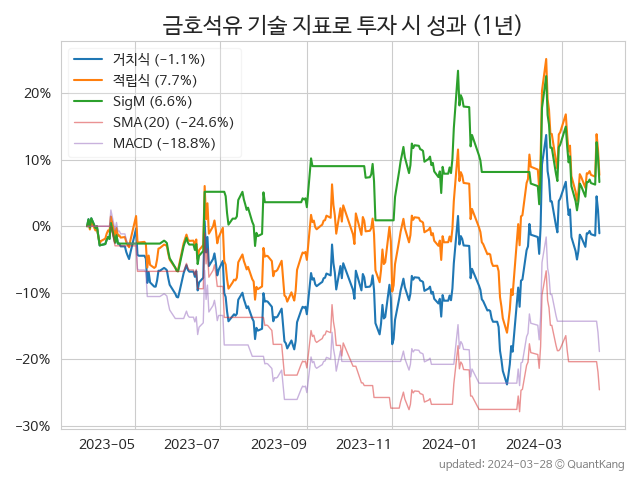 금호석유 기술 지표로 투자 시 성과 (1년)
거치식 (−1.1%)
적립식 (7.7%)
SigM (6.6%)
SMA(20) (−24.6%)
MACD (−18.8%)
20%
10%
0%
−10%
−20%
−30%
2023-05 2023-07 2023-09 2023-11 2024-01 2024-03
updated: 2024-03-28 © QuantKang